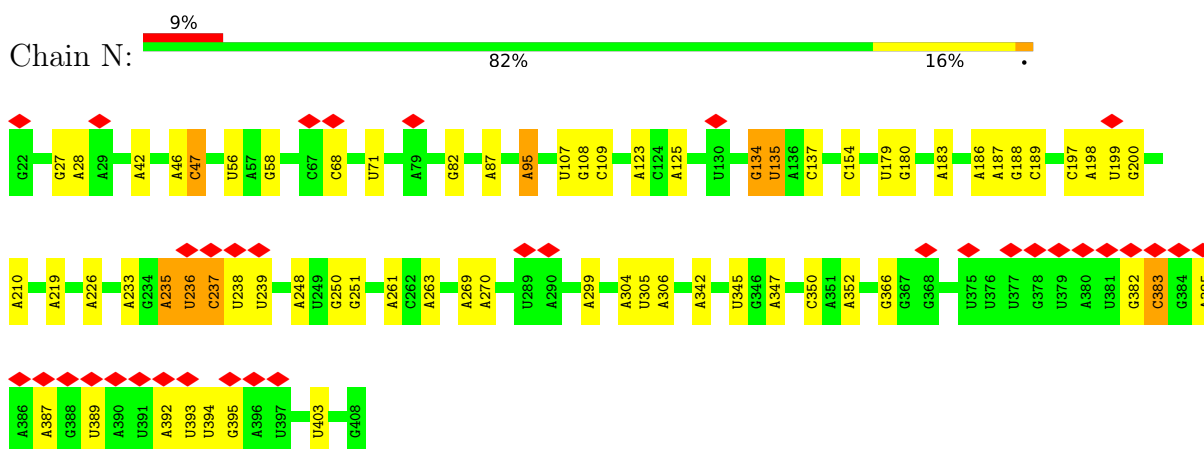 9%
Chain N:
82%
16%
•
G22 G27 A28 A29 A42 A46 C47 U56 A57 G58 C67 C68 U71 A79 G82 A87 A95 U107 G108 C109 A123 C124 A125 U130 G134 U135 A136 C137 C154 U179 G180 A183 A186 A187 G188 C189 C197 A198 U199 G200
A210 A219 A226 A233 G234 A235 U236 C237 U238 U239 A248 U249 G250 G251 A261 C262 A263 A269 A270 U289 A290 A299 A304 U305 A306 A342 U345 G346 A347 C350 A351 A352 G366 G367 G368 U375 U376 U377 G378 U379 A380 U381 G382 C383 G384
A386 A387 G388 U389 A390 U391 A392 U393 U394 G395 A396 U397 U403 G408